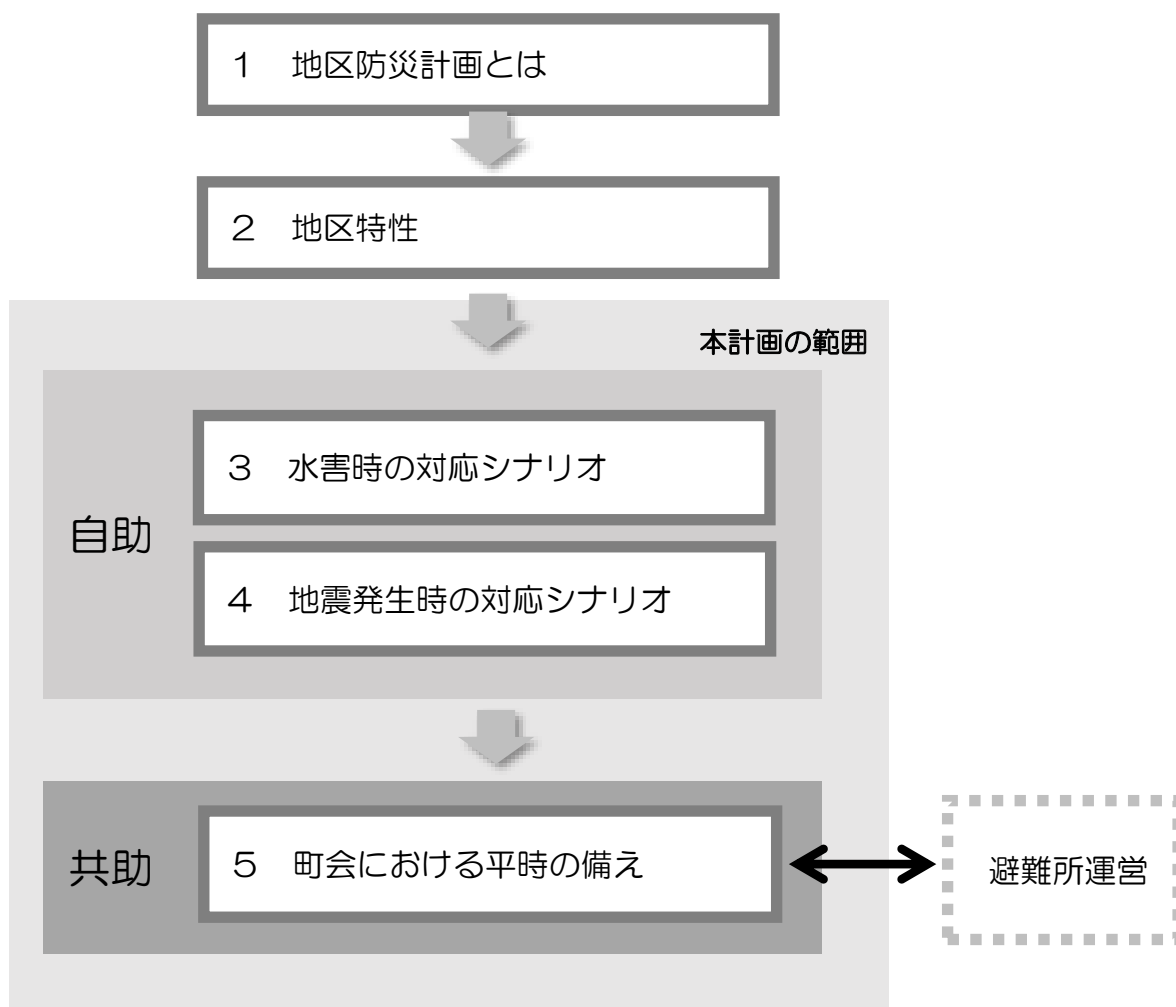 １　地区防災計画とは
２　地区特性
本計画の範囲
自助
３　水害時の対応シナリオ
４　地震発生時の対応シナリオ
共助
５　町会における平時の備え
避難所運営